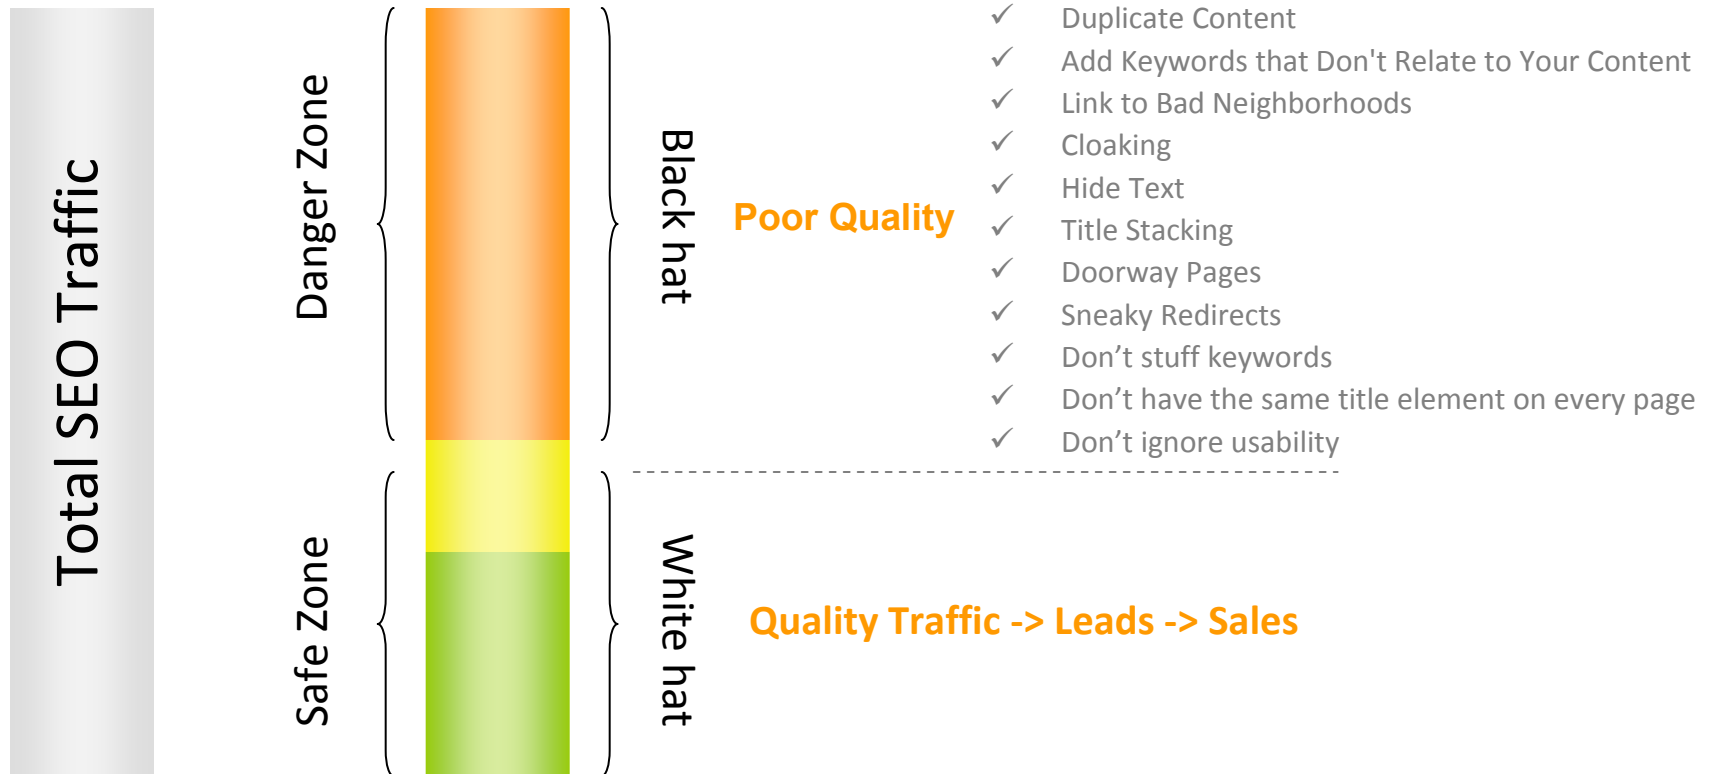 Total SEO Traffic
Danger Zone
Black hat
Poor Quality
✓ Duplicate Content
✓ Add Keywords that Don't Relate to Your Content
✓ Link to Bad Neighborhoods
✓ Cloaking
✓ Hide Text
✓ Title Stacking
✓ Doorway Pages
✓ Sneaky Redirects
✓ Don’t stuff keywords
✓ Don’t have the same title element on every page
✓ Don’t ignore usability
Safe Zone
White hat
Quality Traffic -> Leads -> Sales